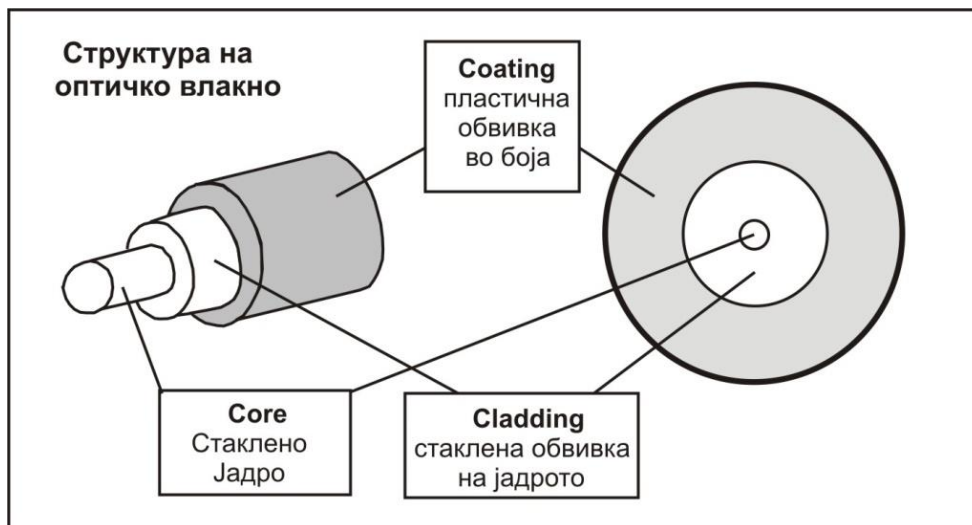 Структура на
оптичко влакно
Coating
пластична
обвивка
во боја
Core
Стаклено
Јадро
Cladding
стаклена обвивка
на јадрото